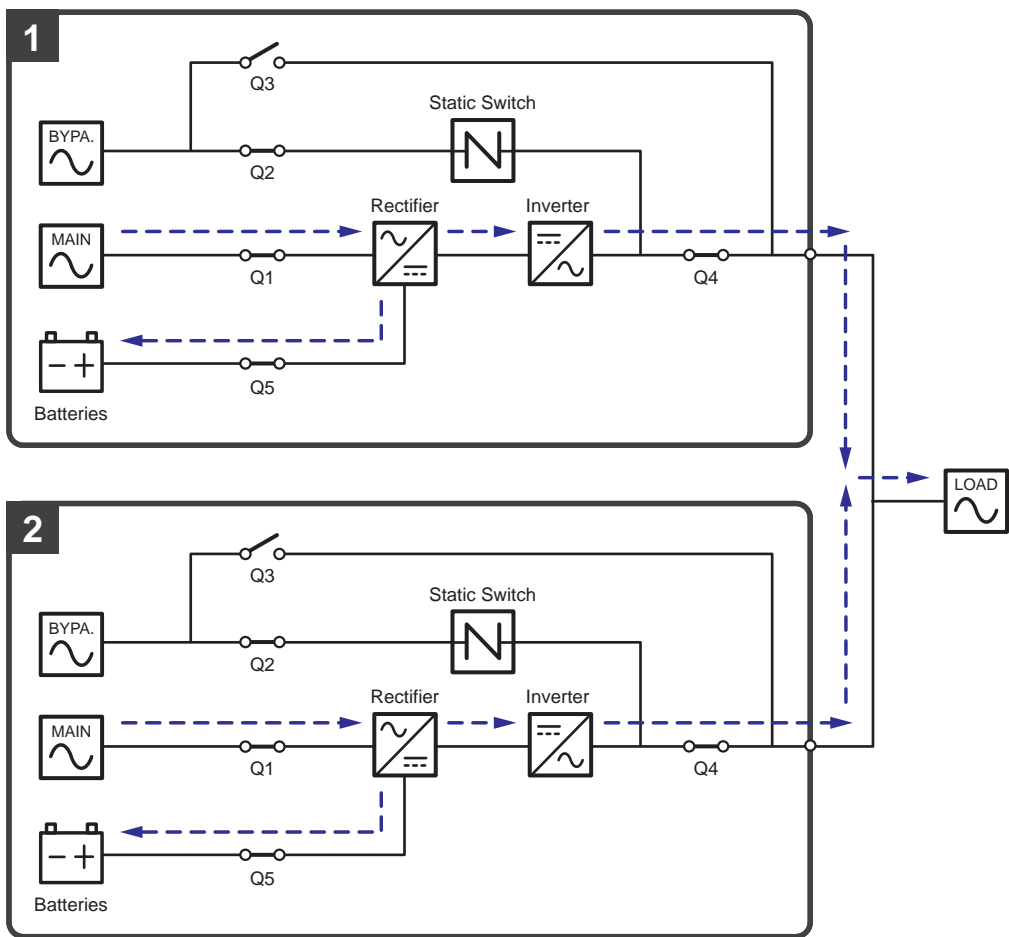 1
Q3
Static Switch
BYPA.
Q2
Rectifier
Inverter
MAIN
Q1
Q4
Q5
Batteries
LOAD
2
Q3
Static Switch
BYPA.
Q2
Rectifier
Inverter
MAIN
Q1
Q4
Q5
Batteries